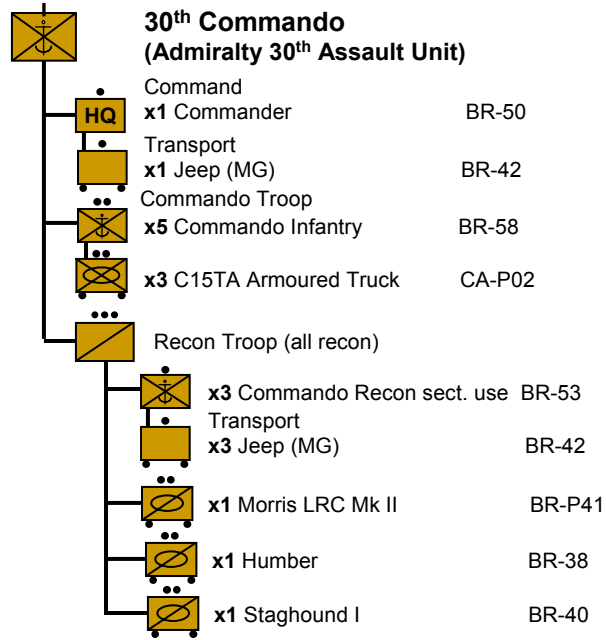 30th Commando
(Admiralty 30th Assault Unit)
Command
HQ x1 Commander BR-50
Transport
x1 Jeep (MG) BR-42
Commando Troop
x5 Commando Infantry BR-58
x3 C15TA Armoured Truck CA-P02
Recon Troop (all recon)
x3 Commando Recon sect. use BR-53
Transport
x3 Jeep (MG) BR-42
x1 Morris LRC Mk II BR-P41
x1 Humber BR-38
x1 Staghound I BR-40